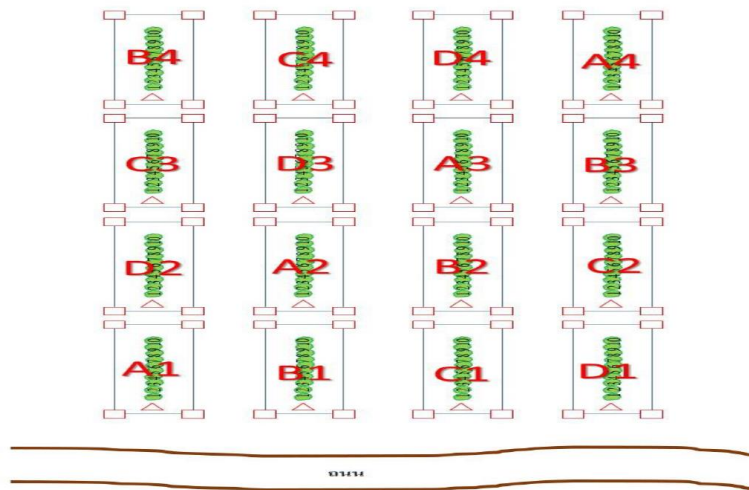 B4 C4 D4 A4
C3 D3 A3 B3
D2 A2 B2 C2
A1 B1 C1 D1
ถนน